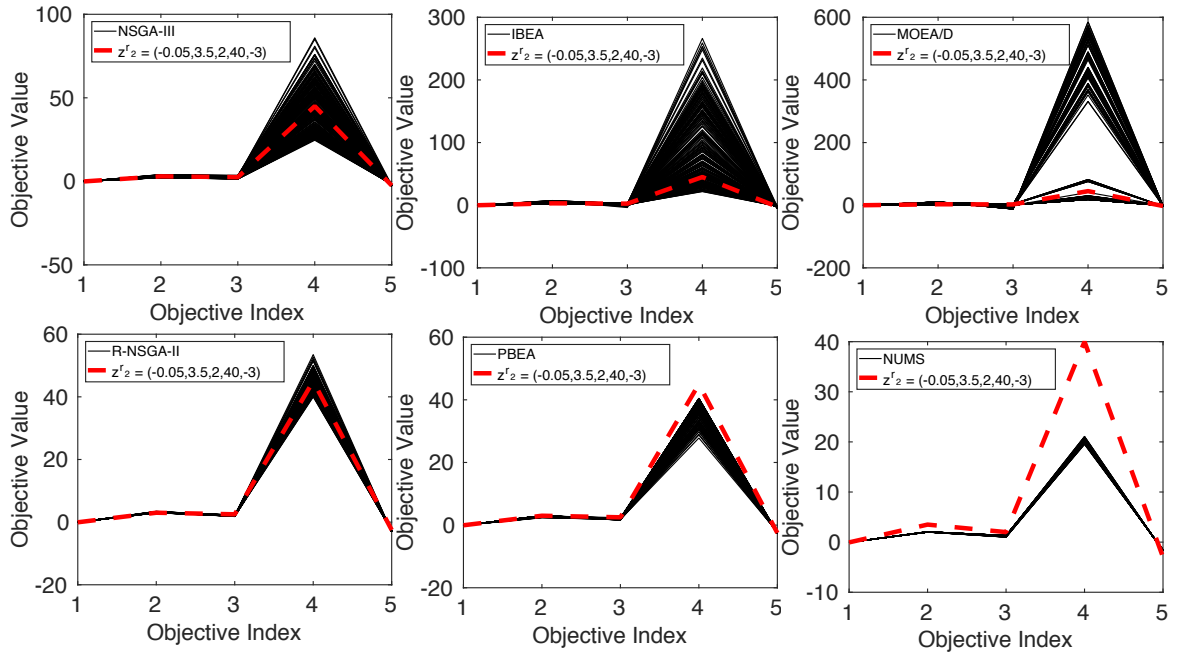 NSGA-III
z^r2 = (-0.05,3.5,2,40,-3)
100
50
0
-50
Objective Value
1 2 3 4 5
Objective Index
IBEA
z^r2 = (-0.05,3.5,2,40,-3)
300
200
100
0
-100
Objective Value
1 2 3 4 5
Objective Index
MOEA/D
z^r2 = (-0.05,3.5,2,40,-3)
600
400
200
0
-200
Objective Value
1 2 3 4 5
Objective Index
R-NSGA-II
z^r2 = (-0.05,3.5,2,40,-3)
60
40
20
0
-20
Objective Value
1 2 3 4 5
Objective Index
PBEA
z^r2 = (-0.05,3.5,2,40,-3)
60
40
20
0
-20
Objective Value
1 2 3 4 5
Objective Index
NUMS
z^r2 = (-0.05,3.5,2,40,-3)
40
30
20
10
0
-10
Objective Value
1 2 3 4 5
Objective Index